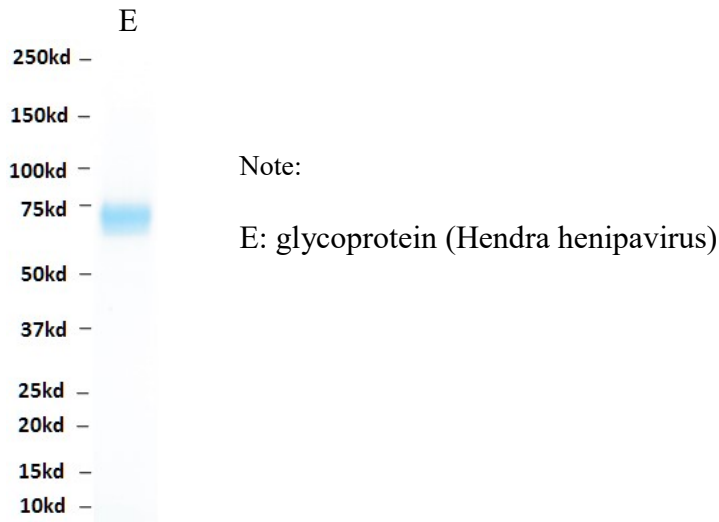 E
250kd
150kd
100kd
75kd
50kd
37kd
25kd
20kd
15kd
10kd
Note:
E: glycoprotein (Hendra henipavirus)